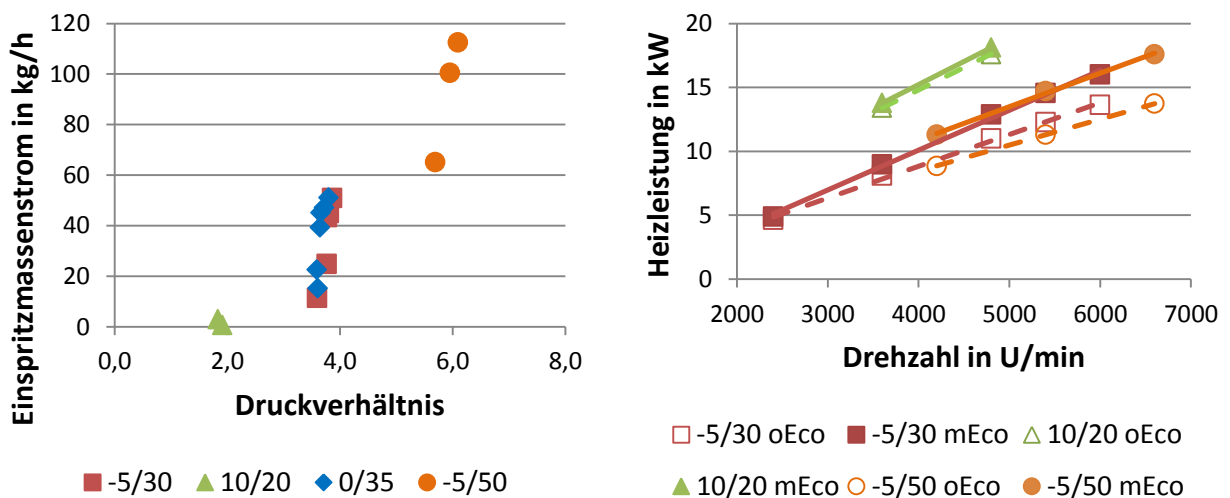 Einspritzmassenstrom in kg/h
120
100
80
60
40
20
0
0,0 2,0 4,0 6,0 8,0
Druckverhältnis
-5/30 10/20 0/35 -5/50
Heizleistung in kW
20
15
10
5
0
2000 3000 4000 5000 6000 7000
Drehzahl in U/min
-5/30 oEco -5/30 mEco 10/20 oEco
10/20 mEco -5/50 oEco -5/50 mEco